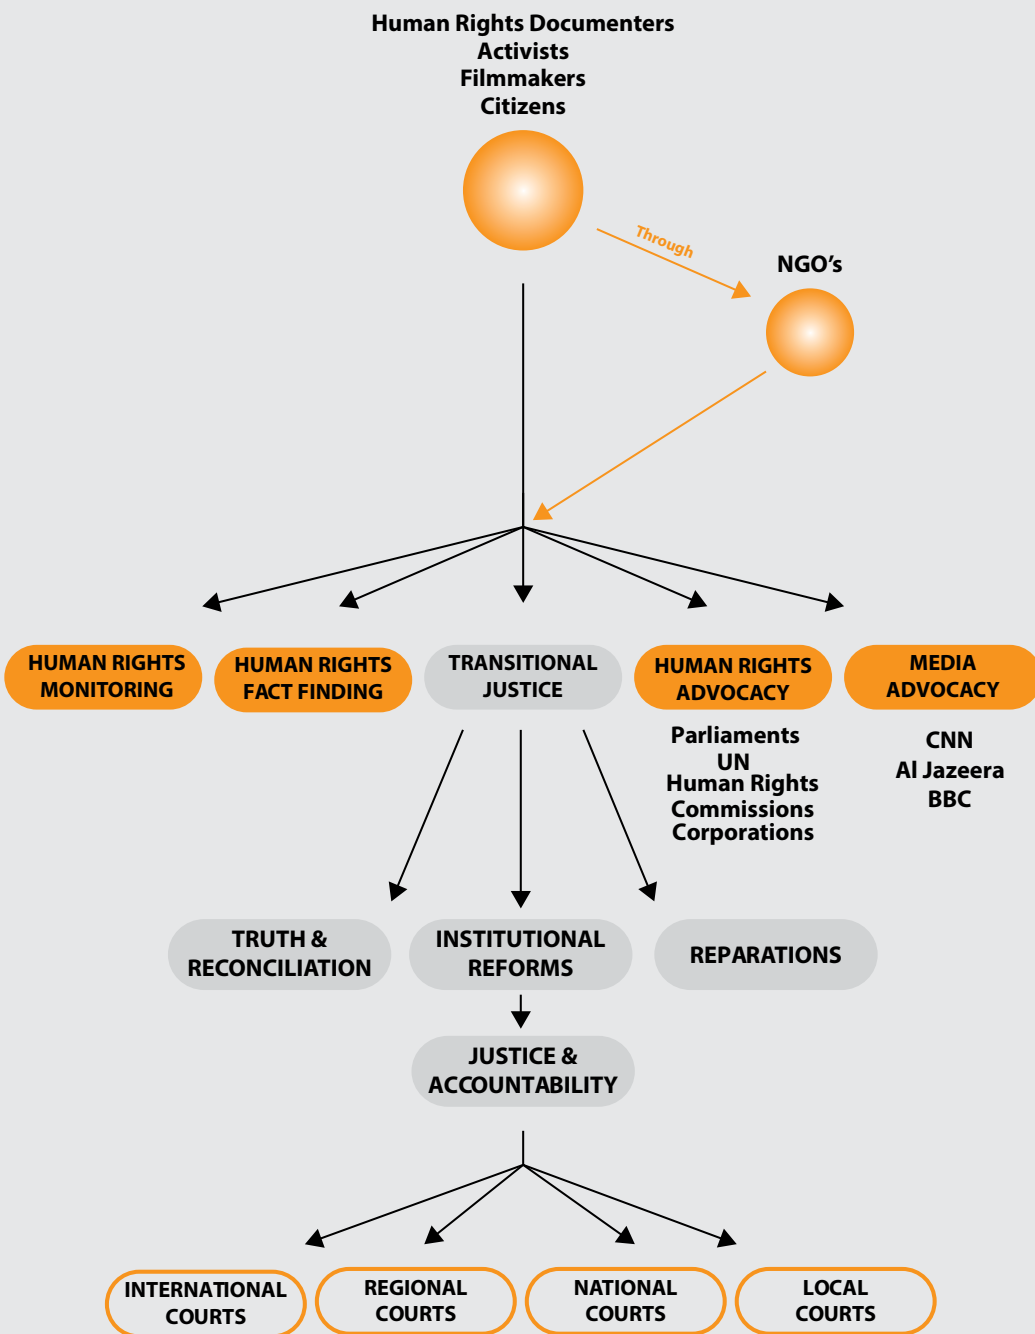 Human Rights Documenters
Activists
Filmmakers
Citizens
Through
NGO's
HUMAN RIGHTS
MONITORING
HUMAN RIGHTS
FACT FINDING
TRANSITIONAL
JUSTICE
HUMAN RIGHTS
ADVOCACY
MEDIA
ADVOCACY
Parliaments
UN
Human Rights
Commissions
Corporations
CNN
Al Jazeera
BBC
TRUTH &
RECONCILIATION
INSTITUTIONAL
REFORMS
REPARATIONS
JUSTICE &
ACCOUNTABILITY
INTERNATIONAL
COURTS
REGIONAL
COURTS
NATIONAL
COURTS
LOCAL
COURTS